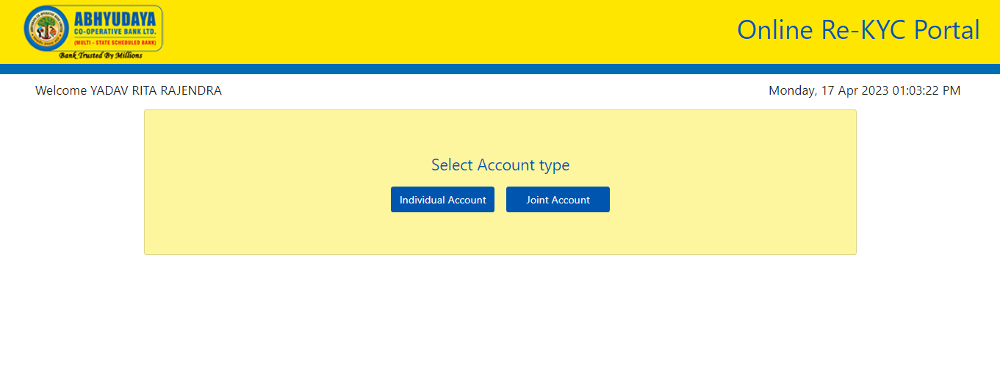 ABHYUDAYA
CO-OPERATIVE BANK LTD.
(MULTI - STATE SCHEDULED BANK)
Bank Trusted By Millions
Online Re-KYC Portal
Welcome YADAV RITA RAJENDRA
Monday, 17 Apr 2023 01:03:22 PM
Select Account type
Individual Account
Joint Account